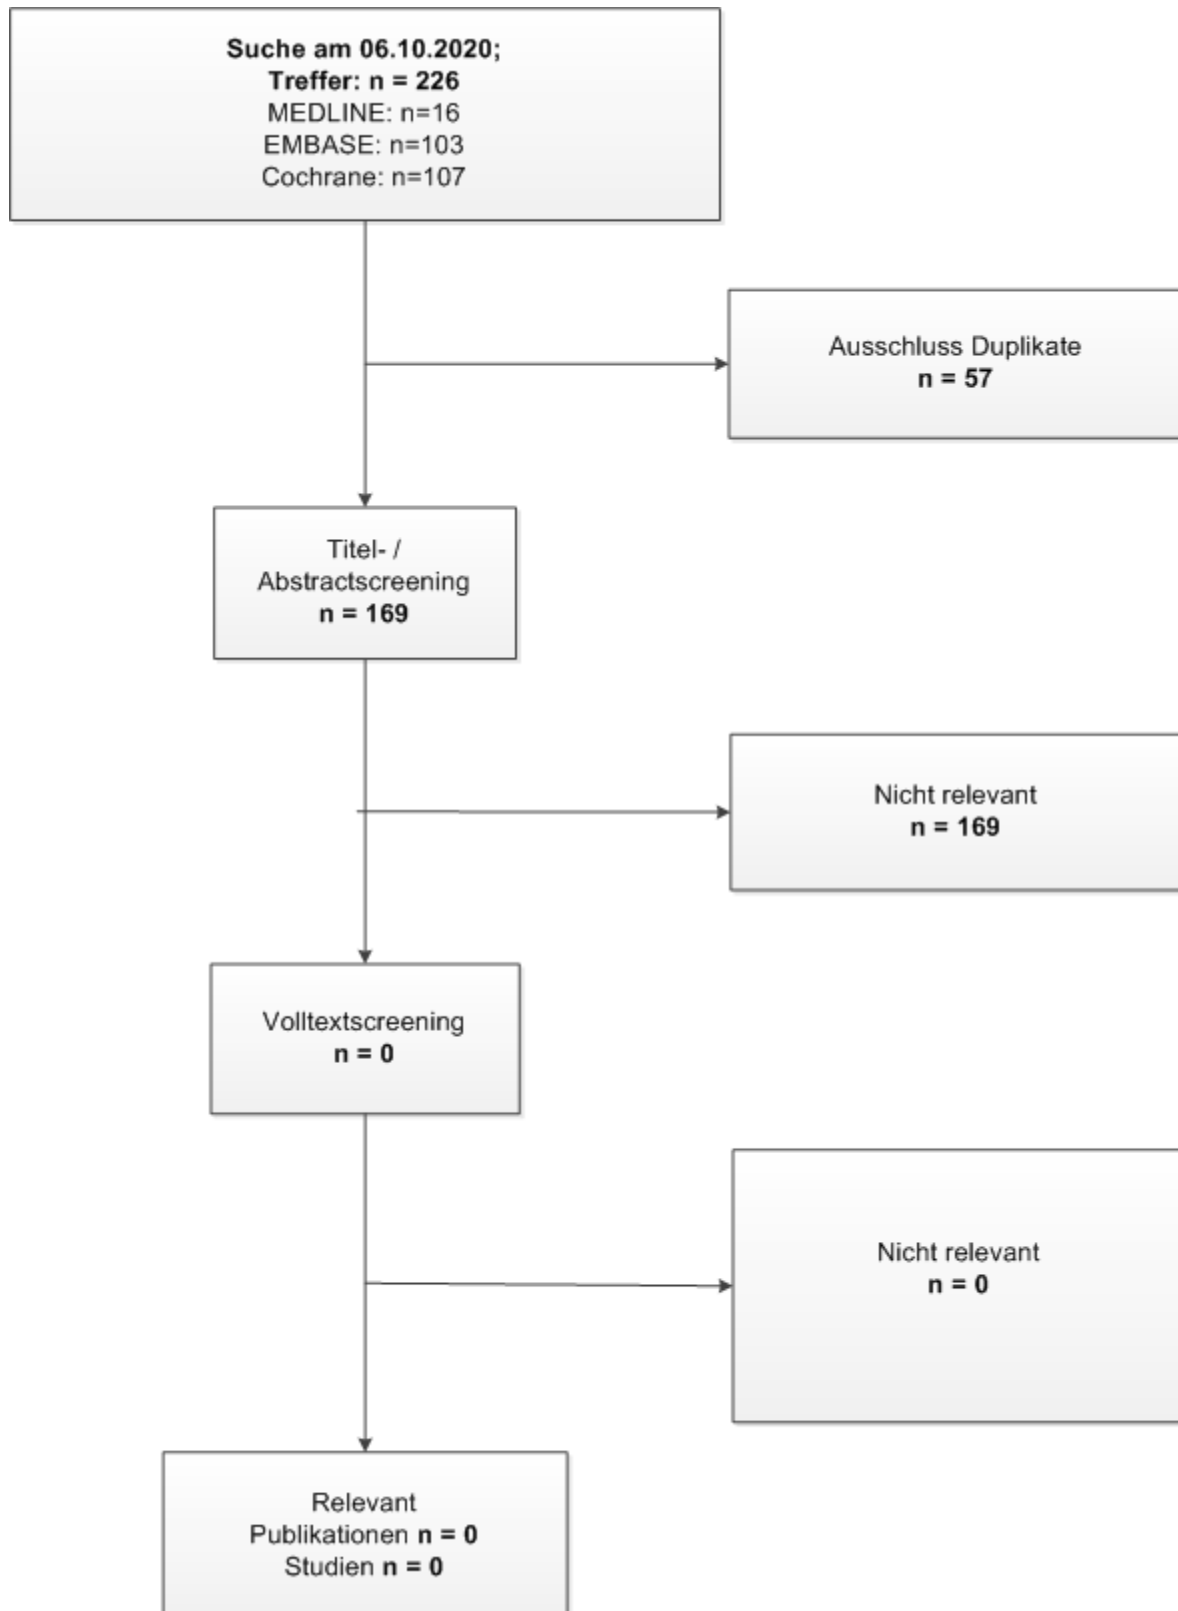 Suche am 06.10.2020;
Treffer: n = 226
MEDLINE: n=16
EMBASE: n=103
Cochrane: n=107
Ausschluss Duplikate
n = 57
Titel- /
Abstractscreening
n = 169
Nicht relevant
n = 169
Volltextscreening
n = 0
Nicht relevant
n = 0
Relevant
Publikationen n = 0
Studien n = 0